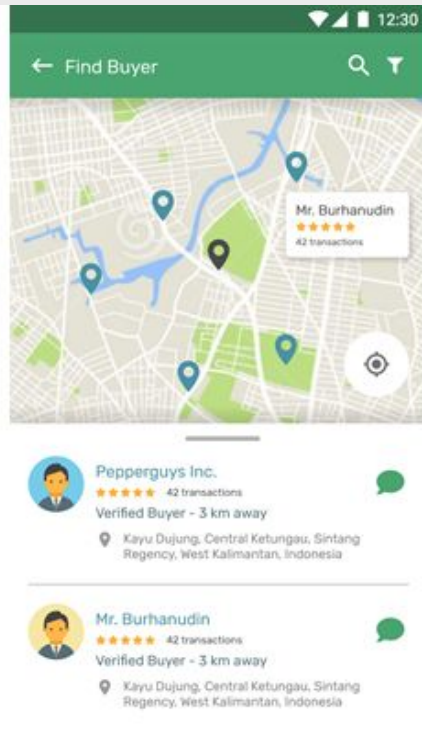 12:30
Find Buyer
Mr. Burhanudin
42 transactions
Pepperguys Inc.
42 transactions
Verified Buyer - 3 km away
Kayu Dujung, Central Ketungau, Sintang
Regency, West Kalimantan, Indonesia
Mr. Burhanudin
42 transactions
Verified Buyer - 3 km away
Kayu Dujung, Central Ketungau, Sintang
Regency, West Kalimantan, Indonesia